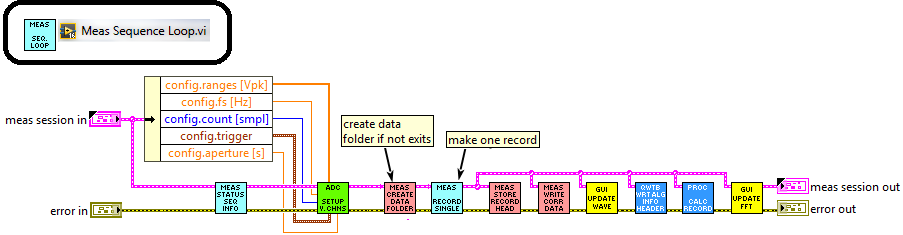 MEAS
SEQ.
LOOP
Meas Sequence Loop.vi
config.ranges [Vpk]
config.fs [Hz]
config.count [smpl]
config.trigger
config.aperture [s]
meas session in
create data
folder if not exits
make one record
MEAS
STATUS
SEQ
INFO
ADC
SETUP
V.CHNS
MEAS
CREATE
DATA
FOLDER
MEAS
RECORD
SINGLE
MEAS
STORE
RECORD
HEAD
MEAS
WRITE
CORR
DATA
GUI
UPDATE
WAVE
QWTB
WRTALG
INFO
HEADER
PROC
CALC
RECORD
GUI
UPDATE
FFT
meas session out
error in
error out